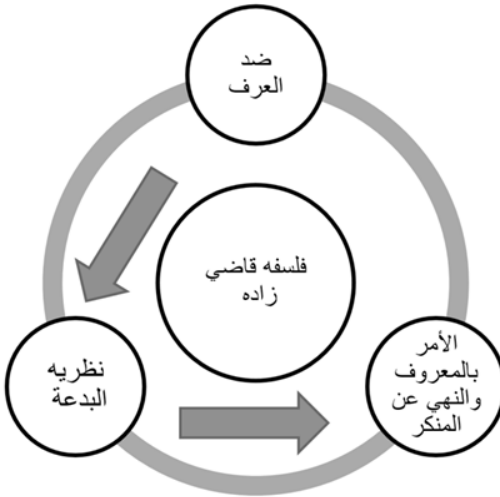 ضد
العرف
فلسفه قاضي
زاده
نظريه
البدعة
الأمر
بالمعروف
والنهي عن
المنكر